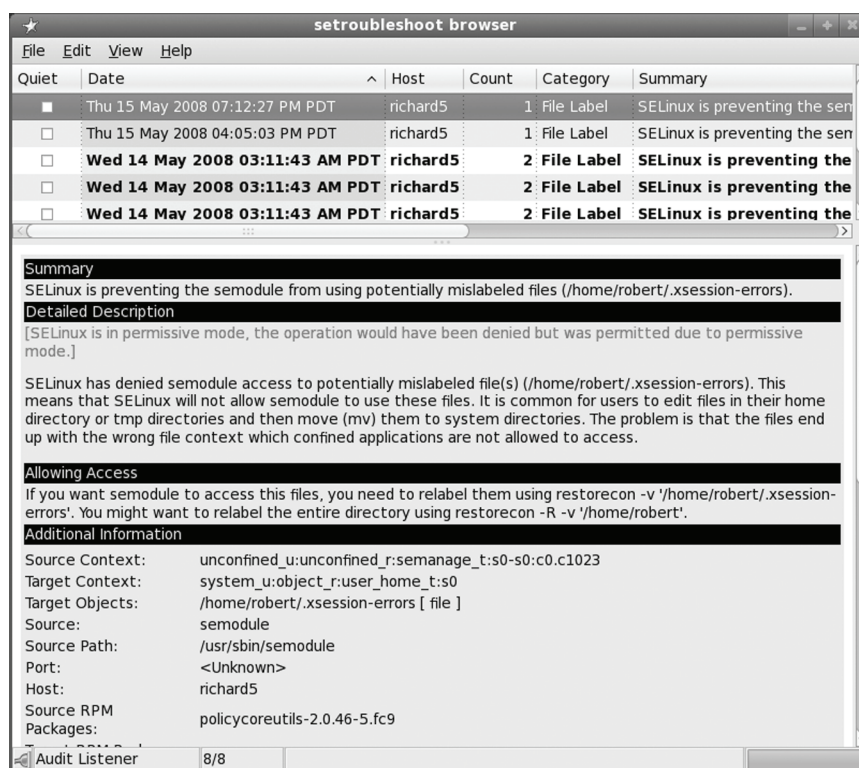 setroubleshoot browser
File Edit View Help
Quiet Date Host Count Category Summary
Thu 15 May 2008 07:12:27 PM PDT richard5 1 File Label SELinux is preventing the sem
Thu 15 May 2008 04:05:03 PM PDT richard5 1 File Label SELinux is preventing the sem
Wed 14 May 2008 03:11:43 AM PDT richard5 2 File Label SELinux is preventing the
Wed 14 May 2008 03:11:43 AM PDT richard5 2 File Label SELinux is preventing the
Wed 14 May 2008 03:11:43 AM PDT richard5 2 File Label SELinux is preventing the
Summary
SELinux is preventing the semodule from using potentially mislabeled files (/home/robert/.xsession-errors).
Detailed Description
[SELinux is in permissive mode, the operation would have been denied but was permitted due to permissive
mode.]
SELinux has denied semodule access to potentially mislabeled file(s) (/home/robert/.xsession-errors). This
means that SELinux will not allow semodule to use these files. It is common for users to edit files in their home
directory or tmp directories and then move (mv) them to system directories. The problem is that the files end
up with the wrong file context which confined applications are not allowed to access.
Allowing Access
If you want semodule to access this files, you need to relabel them using restorecon -v '/home/robert/.xsession-
errors'. You might want to relabel the entire directory using restorecon -R -v '/home/robert'.
Additional Information
Source Context: unconfined_u:unconfined_r:semanage_t:s0-s0:c0.c1023
Target Context: system_u:object_r:user_home_t:s0
Target Objects: /home/robert/.xsession-errors [ file ]
Source: semodule
Source Path: /usr/sbin/semodule
Port: <Unknown>
Host: richard5
Source RPM
Packages: policycoreutils-2.0.46-5.fc9
Audit Listener 8/8